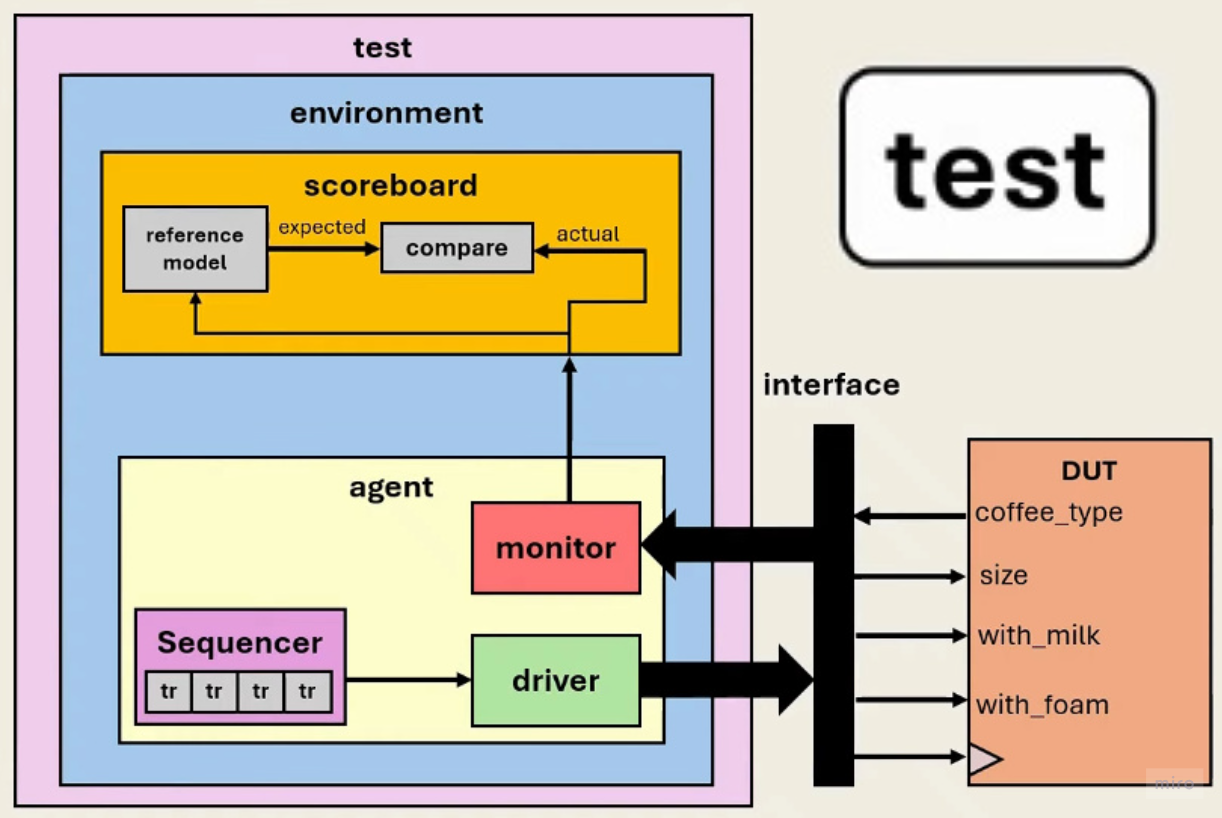 test
environment
scoreboard
reference
model
expected
compare
actual
test
interface
agent
monitor
Sequencer
tr tr tr tr
driver
DUT
coffee_type
size
with_milk
with_foam
miro